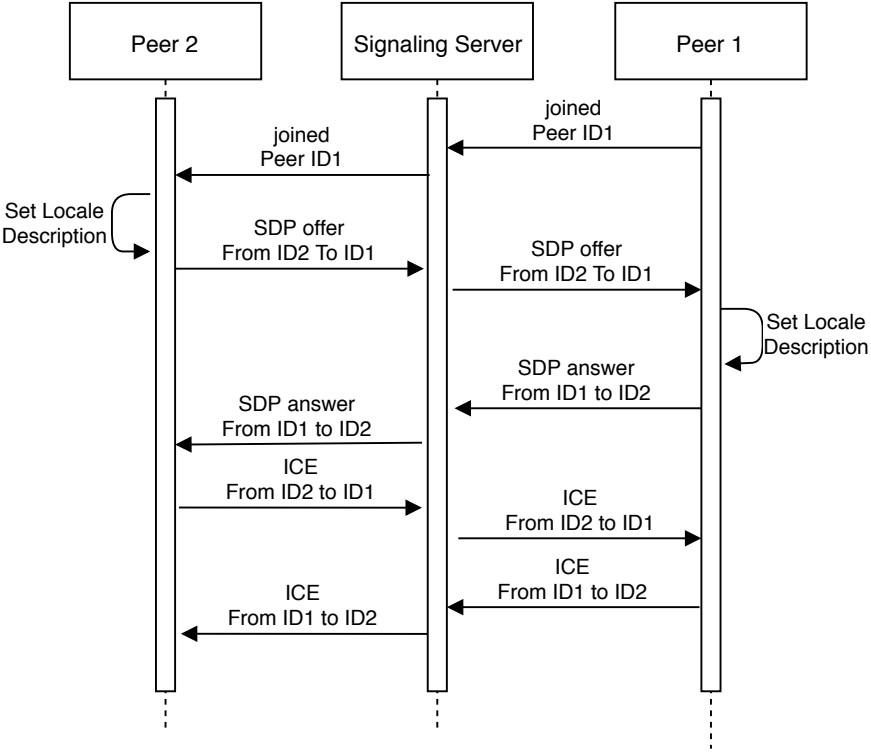 Peer 2
Signaling Server
Peer 1
joined
Peer ID1
joined
Peer ID1
Set Locale
Description
SDP offer
From ID2 To ID1
SDP offer
From ID2 To ID1
Set Locale
Description
SDP answer
From ID1 to ID2
SDP answer
From ID1 to ID2
ICE
From ID2 to ID1
ICE
From ID2 to ID1
ICE
From ID1 to ID2
ICE
From ID1 to ID2